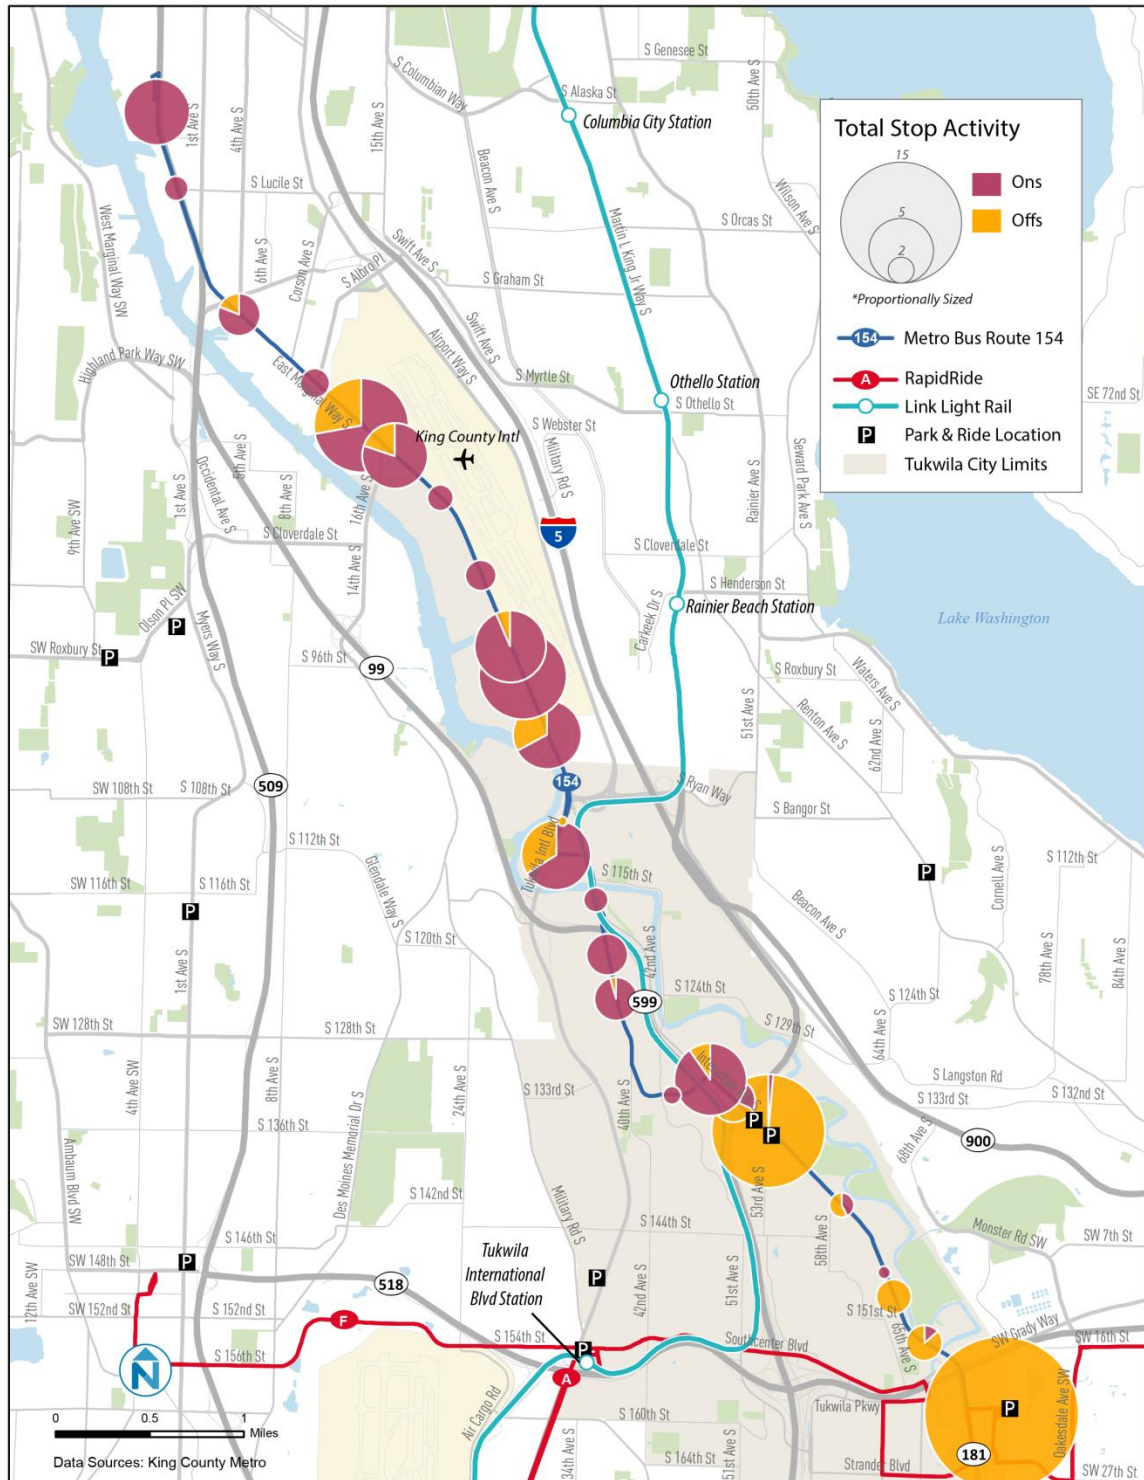 S Genesee St
50th Ave S
S Columbian Way
S Alaska St
Columbia City Station
1st Ave S
4th Ave S
15th Ave S
Beacon Ave S
S Lucile St
Wilson Ave S
West Marginal Way SW
6th Ave S
Corson Ave S
S Albro Pl
Swift Ave S
Martin L King Jr Way S
S Orcas St
S Graham St
Total Stop Activity
15
5
2
Ons
Offs
*Proportionally Sized
154
Metro Bus Route 154
A
RapidRide
Link Light Rail
P
Park & Ride Location
Tukwila City Limits
Highland Park Way SW
East Marginal Way S
Airport Way S
Swift Ave S
S Myrtle St
Othello Station
S Othello St
SE 72nd St
S Webster St
King County Intl
Military Rd S
5th Ave S
Occidental Ave S
1st Ave S
9th Ave SW
8th Ave S
16th Ave S
14th Ave S
S Cloverdale St
5
Rainier Ave S
Seward Park Ave S
S Cloverdale St
S Henderson St
Carkeek Dr S
Rainier Beach Station
Lake Washington
Olson Pl SW
Myers Way S
P
P
SW Roxbury St
S 96th St
99
S Roxbury St
Waters Ave S
Renton Ave S
51st Ave S
62nd Ave S
509
SW 108th St
S 108th St
154
S Ryan Way
S Bangor St
S 112th St
Tukwila Intl Blvd
S 112th St
Glendale Way S
SW 116th St
S 116th St
S 115th St
P
P
Cornell Ave S
Beacon Ave S
78th Ave S
84th Ave S
1st Ave S
S 120th St
42nd Ave S
S 124th St
S 124th St
599
SW 128th St
S 128th St
S 129th St
64th Ave S
4th Ave SW
8th Ave S
24th Ave S
S 133rd St
40th Ave S
S Langston Rd
S 133rd St
S 132nd St
Des Moines Memorial Dr S
S 136th St
P
P
68th Ave S
900
Ambaum Blvd SW
S 142nd St
Military Rd S
53rd Ave S
S 144th St
58th Ave S
Monster Rd SW
SW 7th St
S 146th St
SW 148th St
P
12th Ave SW
Tukwila
International
Blvd Station
P
42nd Ave S
51st Ave S
518
SW 152nd St
S 152nd St
F
S 151st St
65th Ave S
SW Grady Way
SW 16th St
S 154th St
P
Southcenter Blvd
N
S 156th St
A
Air Cargo Rd
Tukwila Pkwy
P
Oakesdale Ave SW
S 160th St
0
0.5
1
Miles
34th Ave S
S 164th St
51st Ave S
Strander Blvd
181
SW 27th St
Data Sources: King County Metro